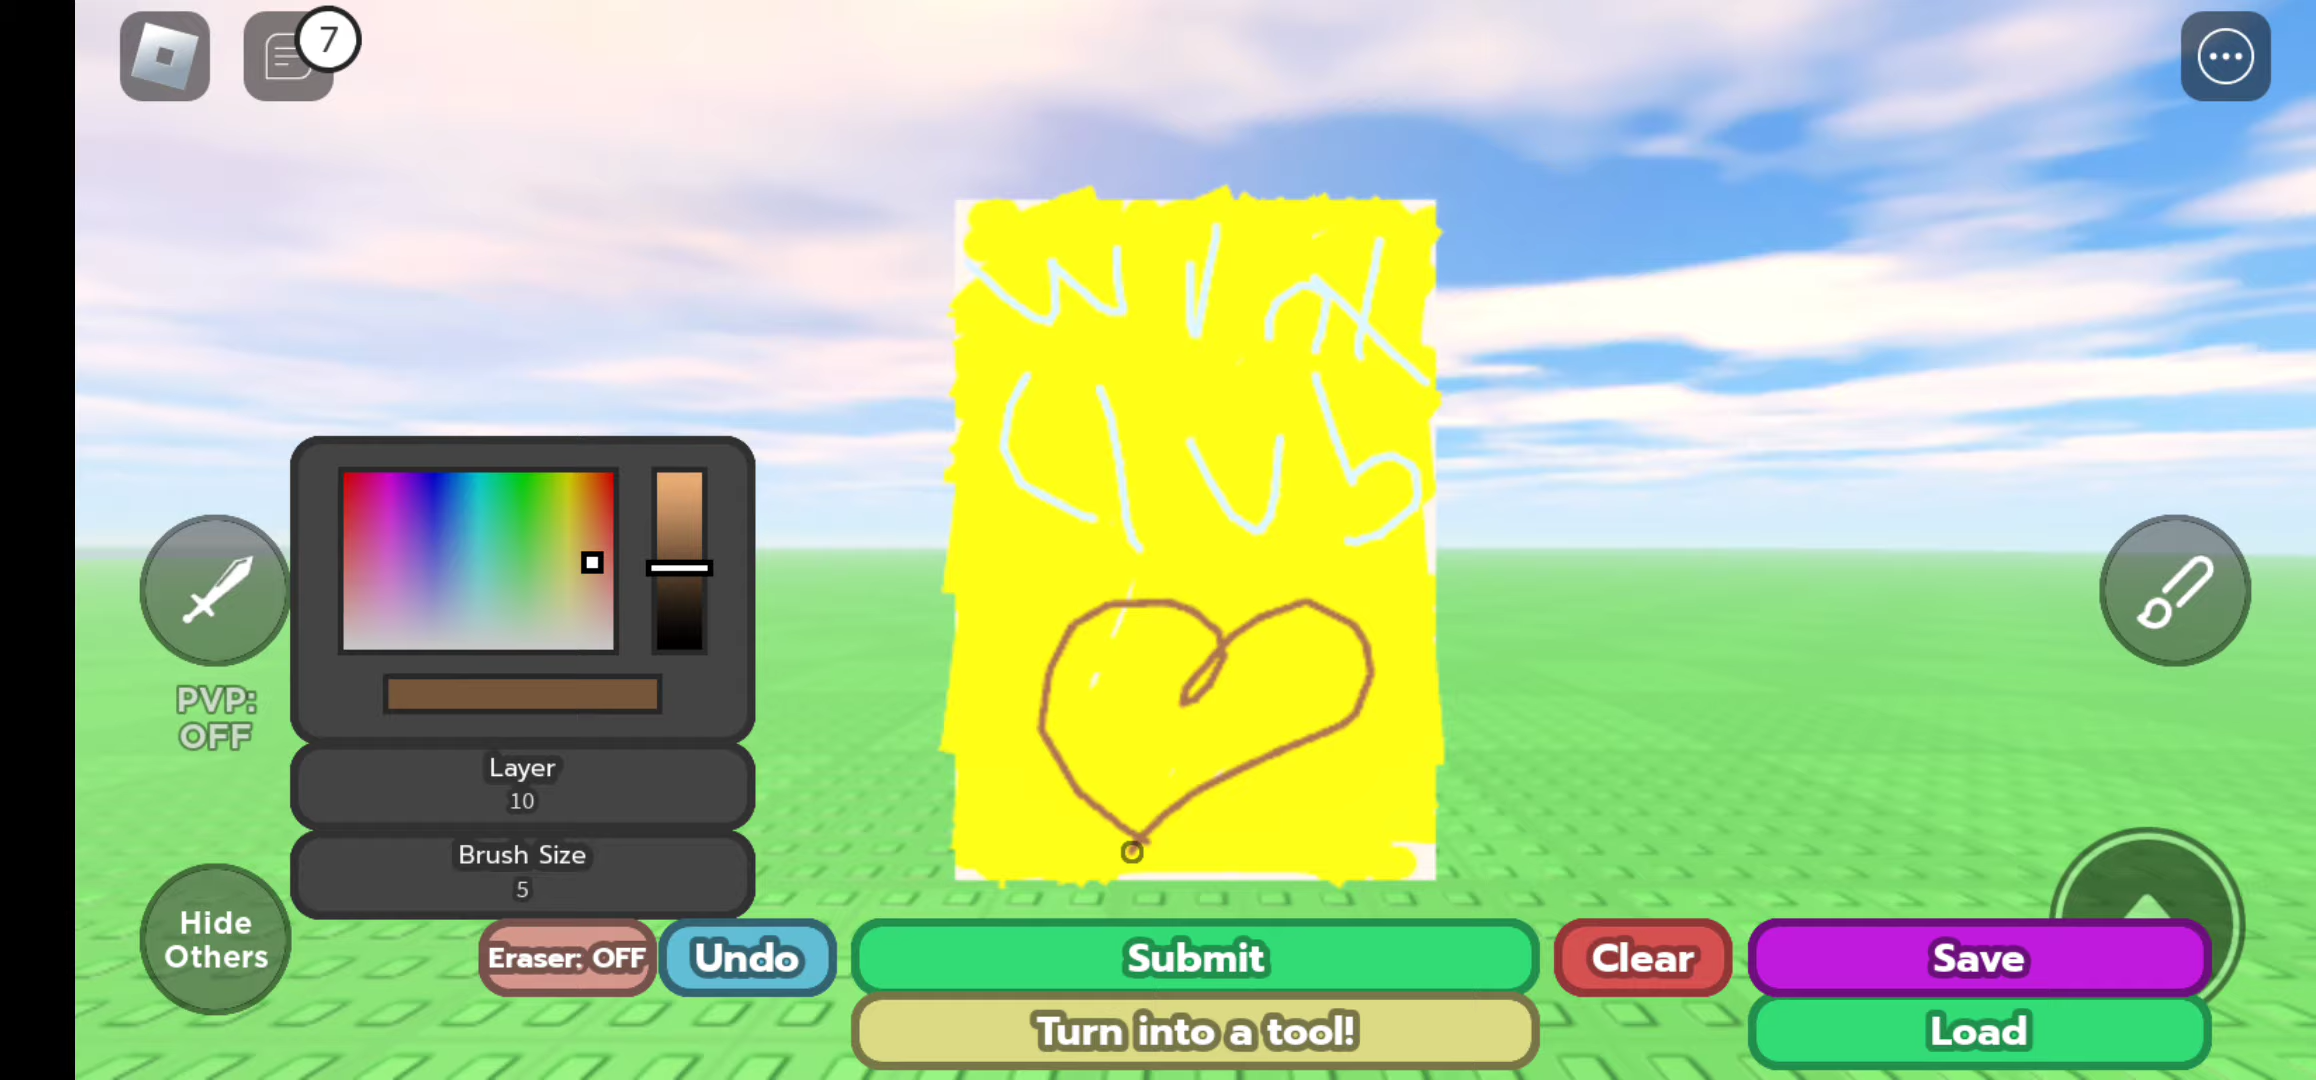 7
WInX
ClUb
PVP:
OFF
Layer
10
Brush Size
5
Hide
Others
Eraser: OFF
Undo
Submit
Clear
Save
Turn into a tool!
Load